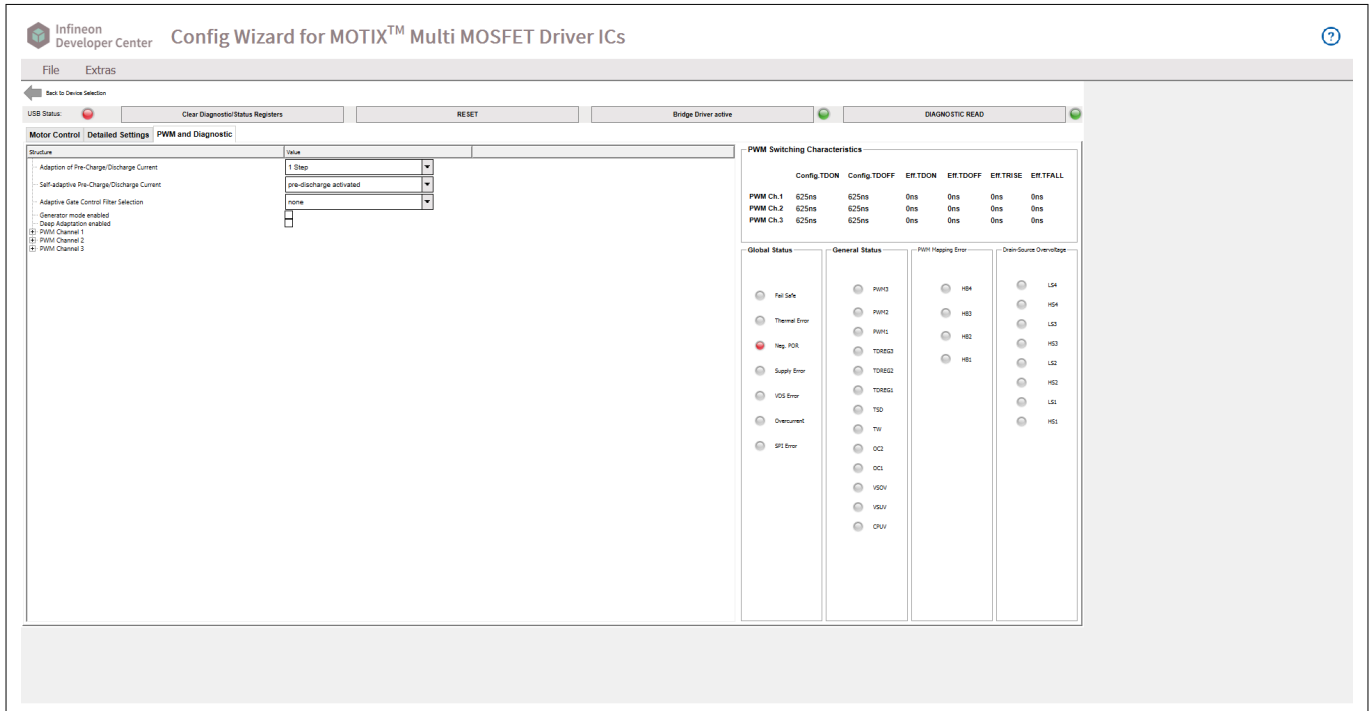 Infineon
Developer Center
Config Wizard for MOTIX™ Multi MOSFET Driver ICs
?
File Extras
Back to Device Selection
USB Status: Clear Diagnostic/Status Registers RESET Bridge Driver active DIAGNOSTIC READ
Motor Control Detailed Settings PWM and Diagnostic
Structure Value
Adaption of Pre-Charge/Discharge Current 1 Step
Self-adaptive Pre-Charge/Discharge Current pre-discharge activated
Adaptive Gate Control Filter Selection none
Generator mode enabled
Deep Adaptation enabled
PWM Channel 1
PWM Channel 2
PWM Channel 3
PWM Switching Characteristics
Config.TDON Config.TDOFF Eff.TDON Eff.TDOFF Eff.TRISE Eff.TFALL
PWM Ch.1 625ns 625ns 0ns 0ns 0ns 0ns
PWM Ch.2 625ns 625ns 0ns 0ns 0ns 0ns
PWM Ch.3 625ns 625ns 0ns 0ns 0ns 0ns
Global Status
Fail Safe
Thermal Error
Neg. POR
Supply Error
VDS Error
Overcurrent
SPI Error
General Status
PWM3
PWM2
PWM1
TDREG3
TDREG2
TDREG1
TSD
TW
OC2
OC1
VSOV
VSUV
CPUV
PWM Mapping Error
HB4
HB3
HB2
HB1
Drain-Source Overvoltage
LS4
HS4
LS3
HS3
LS2
HS2
LS1
HS1